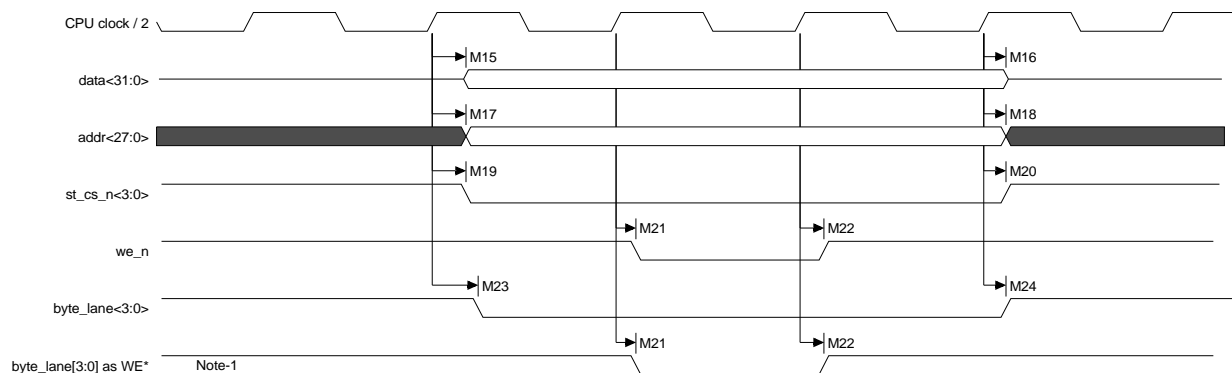 CPU clock / 2
M15 M16
data<31:0>
M17 M18
addr<27:0>
M19 M20
st_cs_n<3:0>
M21 M22
we_n
M23 M24
byte_lane<3:0>
M21 M22
byte_lane[3:0] as WE* Note-1